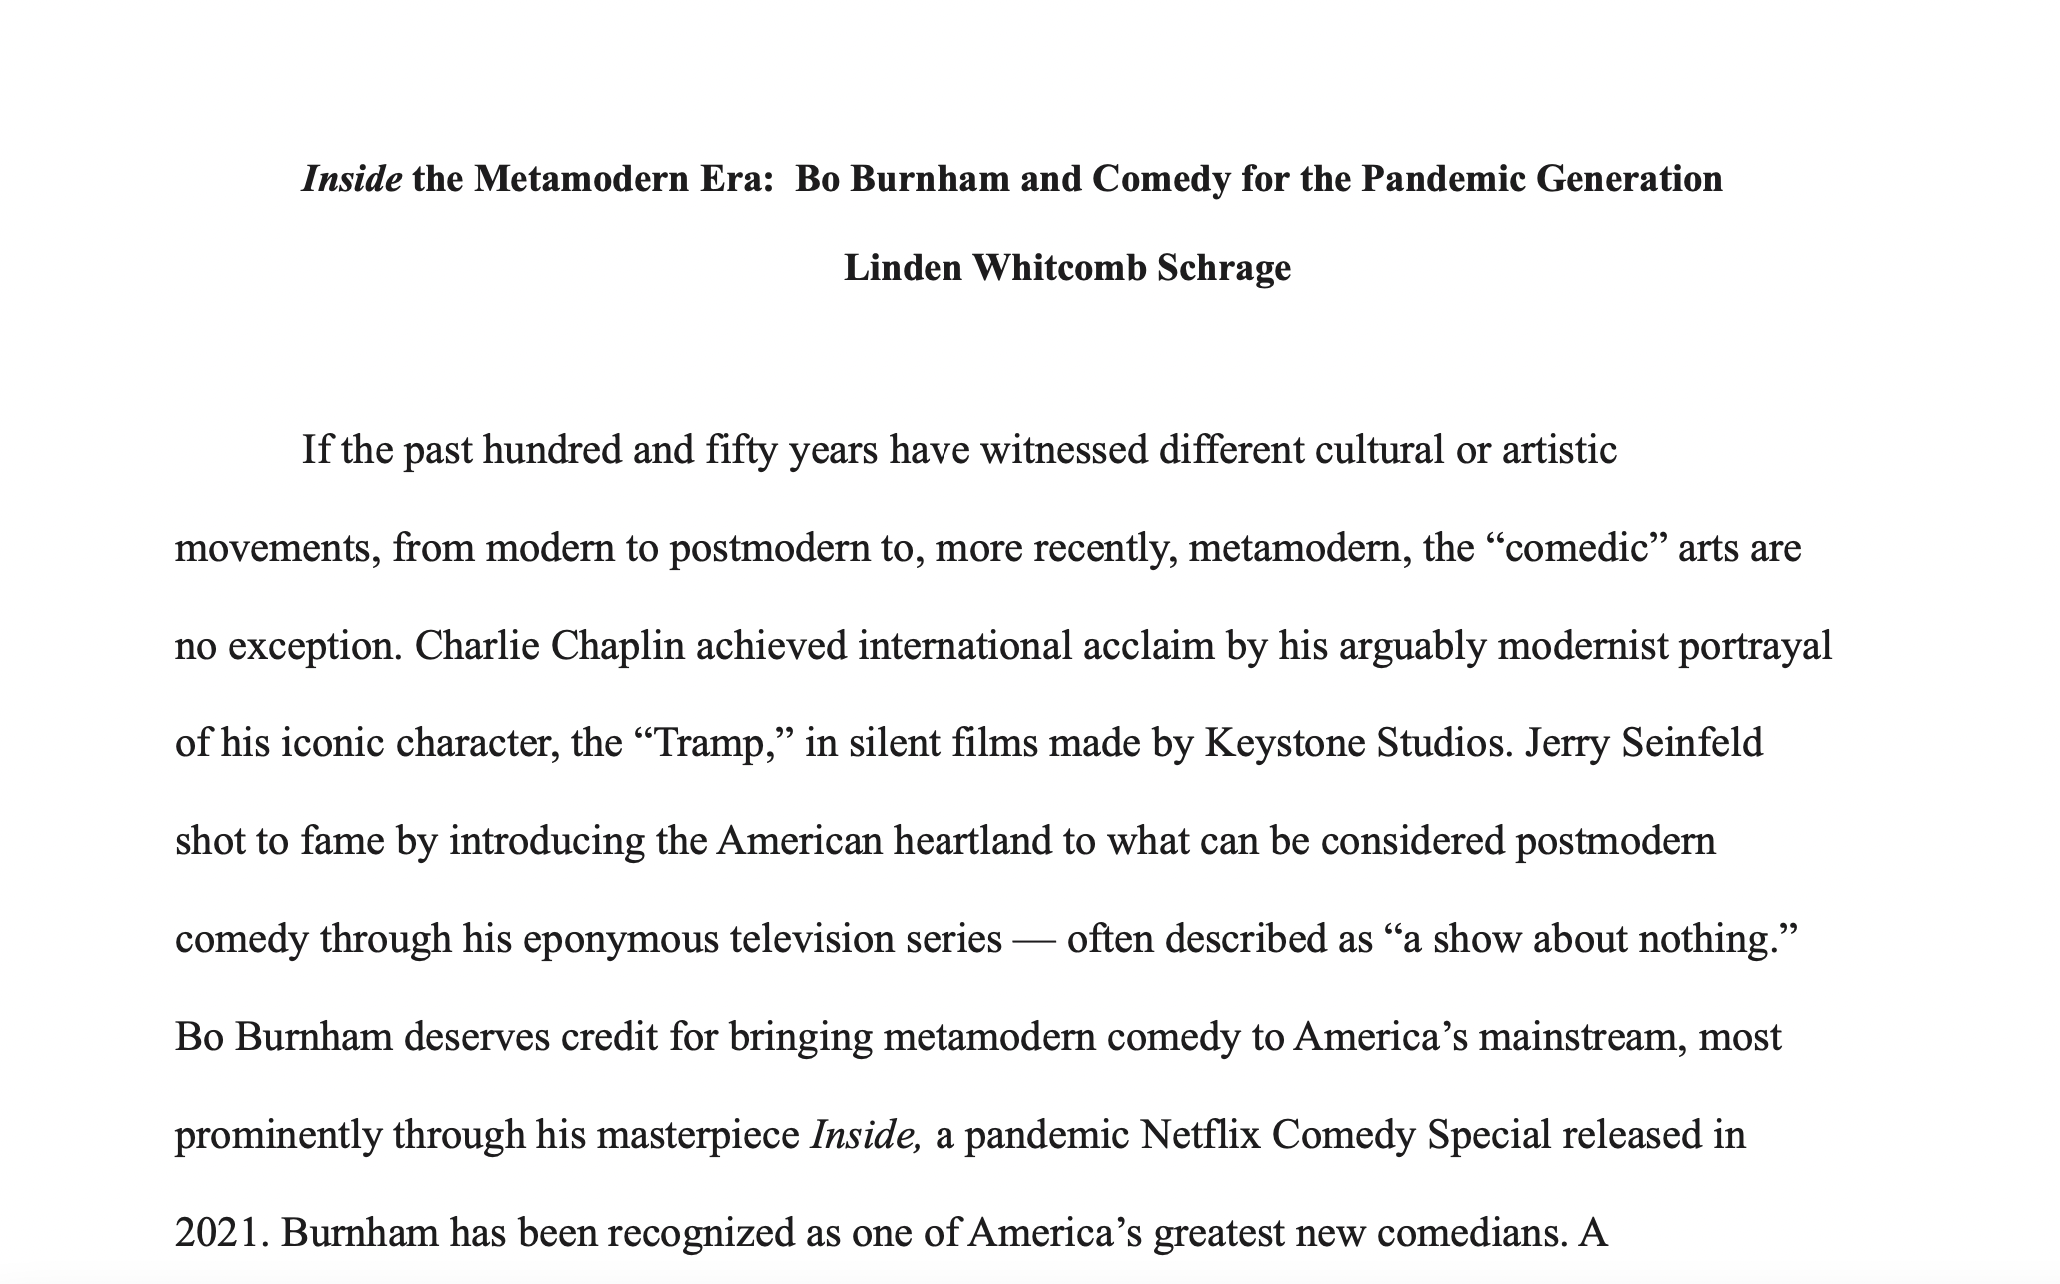 Inside the Metamodern Era:  Bo Burnham and Comedy for the Pandemic Generation
Linden Whitcomb Schrage
If the past hundred and fifty years have witnessed different cultural or artistic
movements, from modern to postmodern to, more recently, metamodern, the “comedic” arts are
no exception. Charlie Chaplin achieved international acclaim by his arguably modernist portrayal
of his iconic character, the “Tramp,” in silent films made by Keystone Studios. Jerry Seinfeld
shot to fame by introducing the American heartland to what can be considered postmodern
comedy through his eponymous television series — often described as “a show about nothing.”
Bo Burnham deserves credit for bringing metamodern comedy to America’s mainstream, most
prominently through his masterpiece Inside, a pandemic Netflix Comedy Special released in
2021. Burnham has been recognized as one of America’s greatest new comedians. A